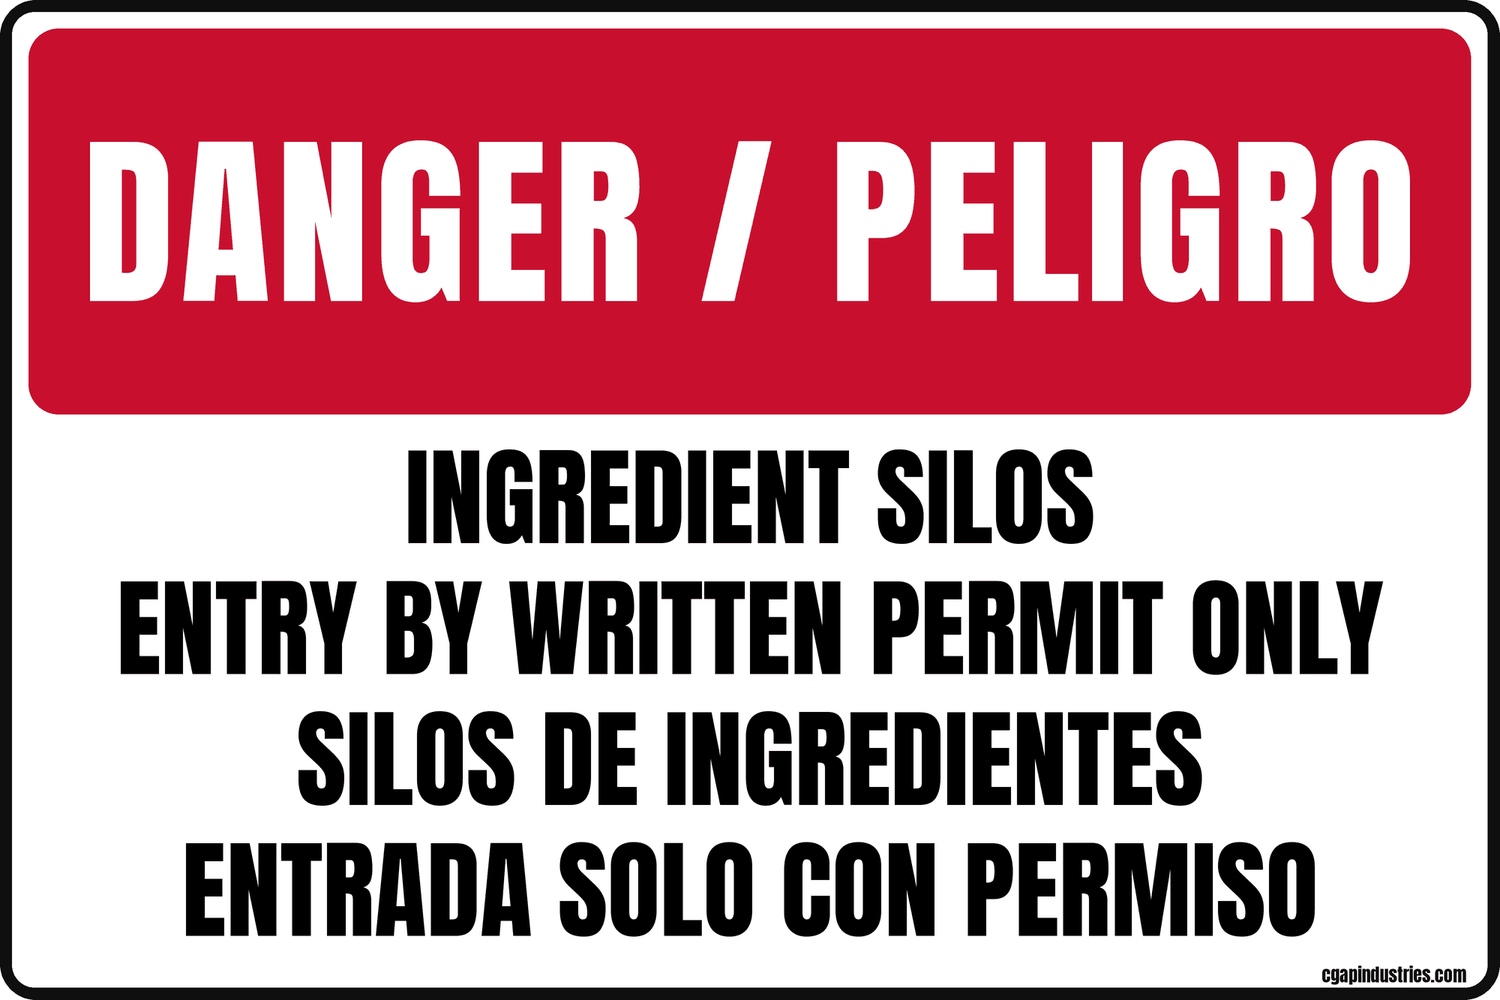 DANGER / PELIGRO
INGREDIENT SILOS
ENTRY BY WRITTEN PERMIT ONLY
SILOS DE INGREDIENTES
ENTRADA SOLO CON PERMISO
cgapindustries.com